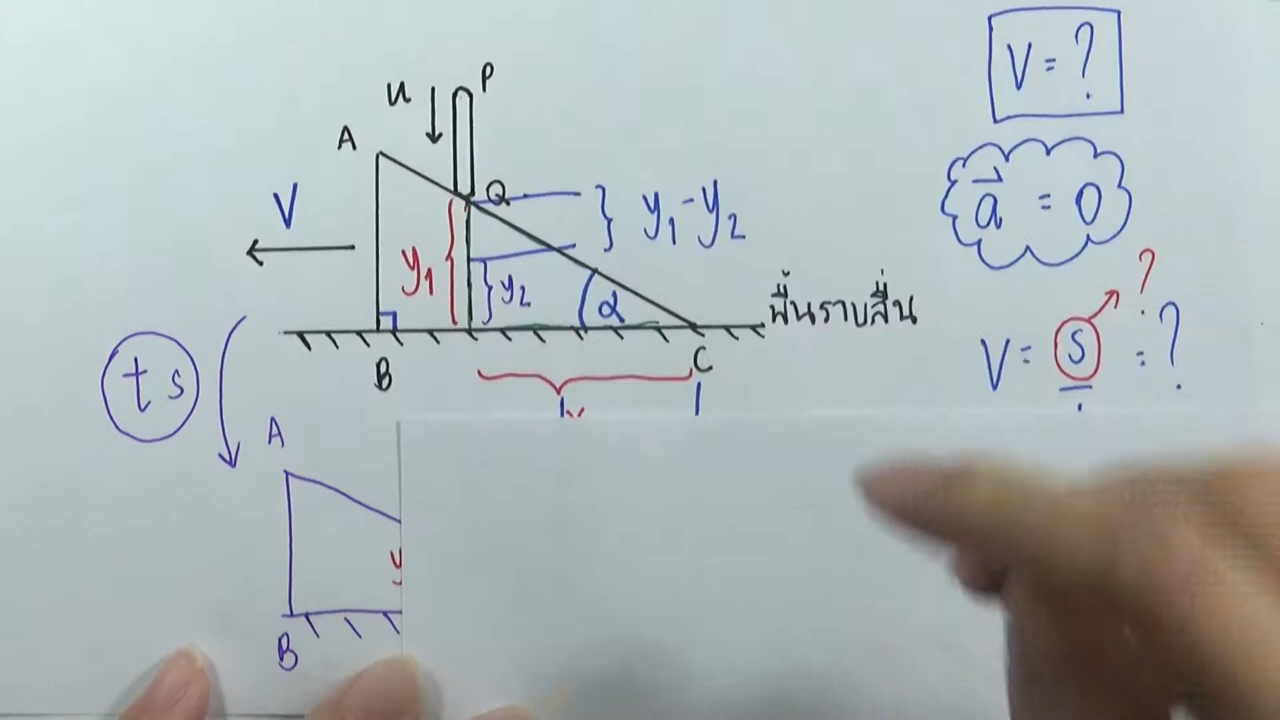 V = ?
P
u
A
Q
V
y₁
y₂
} y₁-y₂
α
a⃗ = 0
?
พื้นราบลื่น
B
C
V = s = ?
t s
A
B